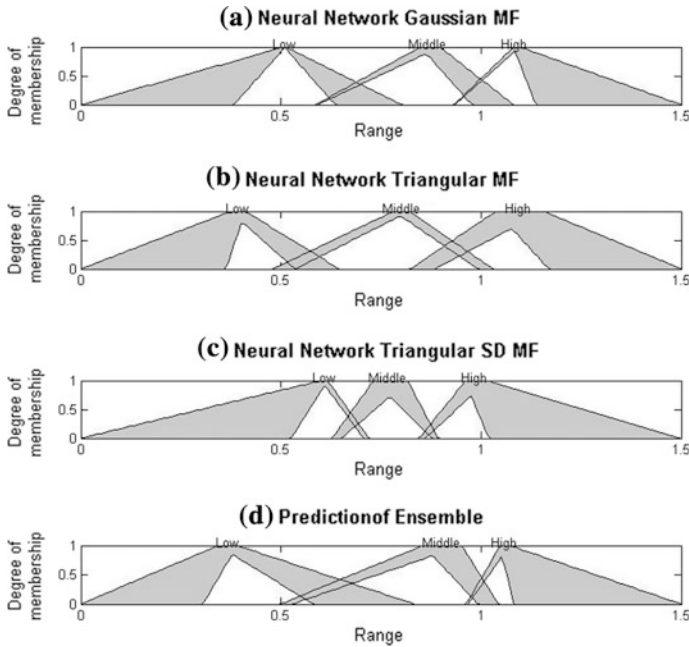 (a) Neural Network Gaussian MF
Low Middle High
Degree of
membership
1
0.5
0
0 0.5 1 1.5
Range
(b) Neural Network Triangular MF
Low Middle High
Degree of
membership
1
0.5
0
0 0.5 1 1.5
Range
(c) Neural Network Triangular SD MF
Low Middle High
Degree of
membership
1
0.5
0
0 0.5 1 1.5
Range
(d) Predictionof Ensemble
Low Middle High
Degree of
membership
1
0.5
0
0 0.5 1 1.5
Range